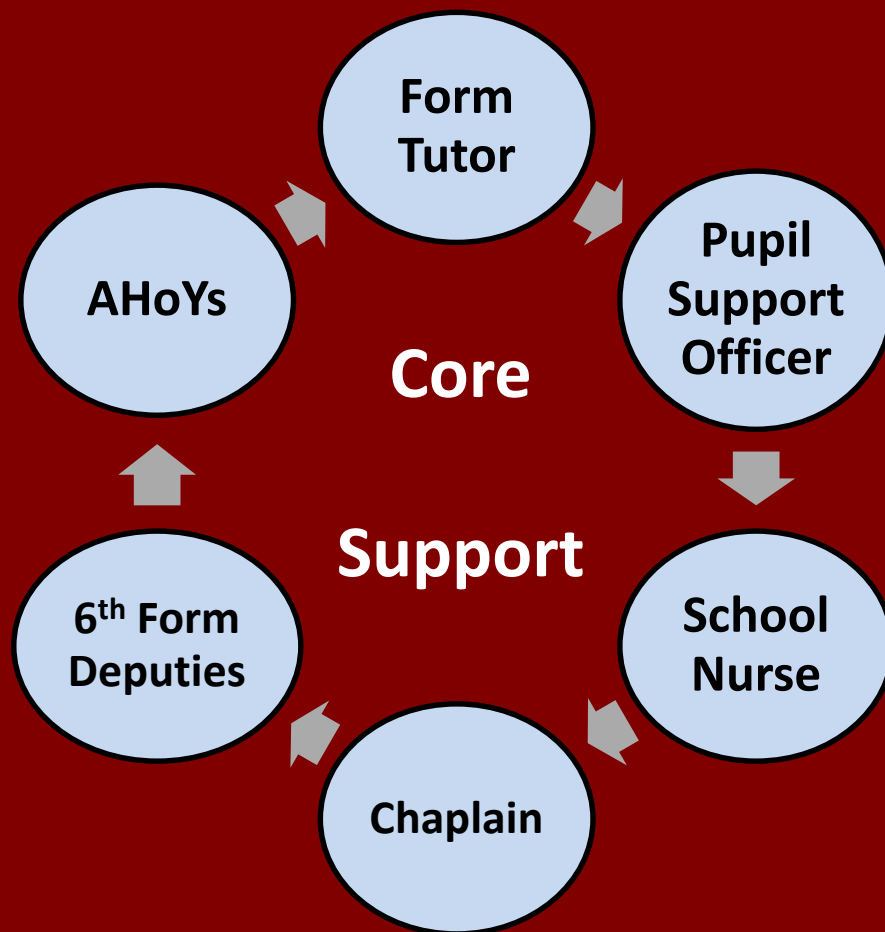 Form
Tutor
Pupil
Support
Officer
AHoYs
Core
Support
School
Nurse
6th Form
Deputies
Chaplain